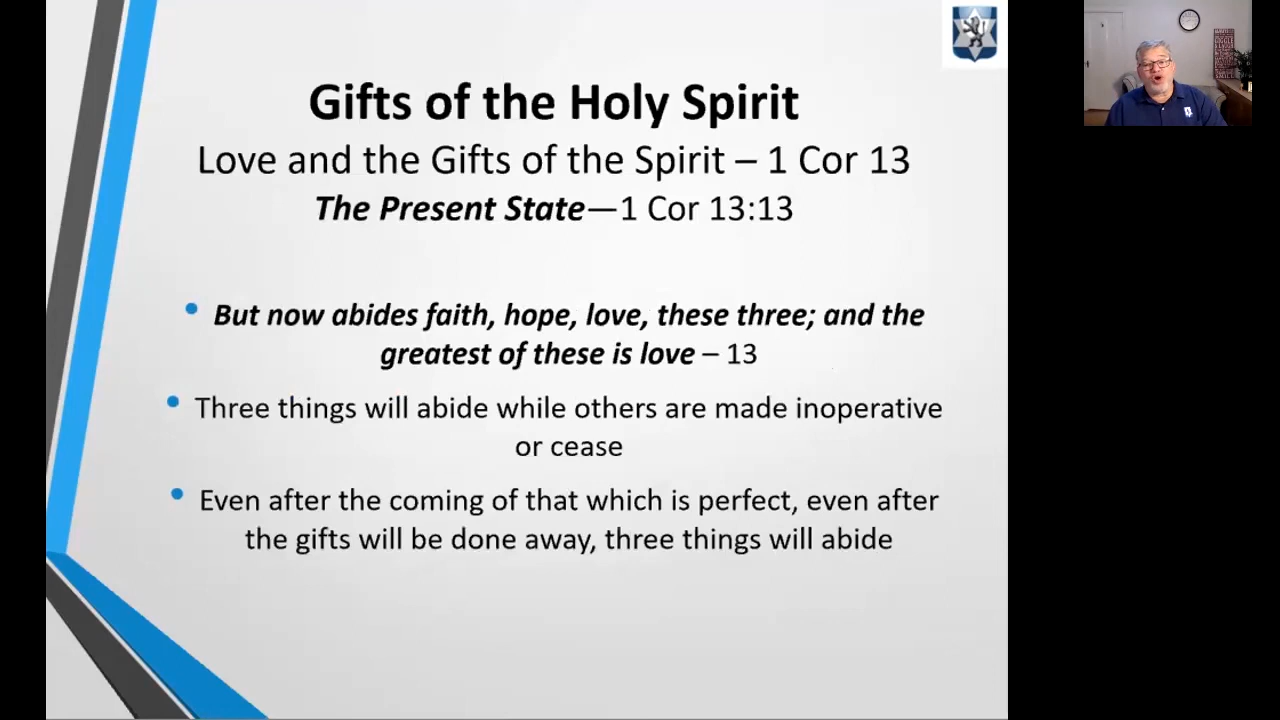 Gifts of the Holy Spirit
Love and the Gifts of the Spirit – 1 Cor 13
The Present State—1 Cor 13:13
• But now abides faith, hope, love, these three; and the
greatest of these is love – 13
• Three things will abide while others are made inoperative
or cease
• Even after the coming of that which is perfect, even after
the gifts will be done away, three things will abide